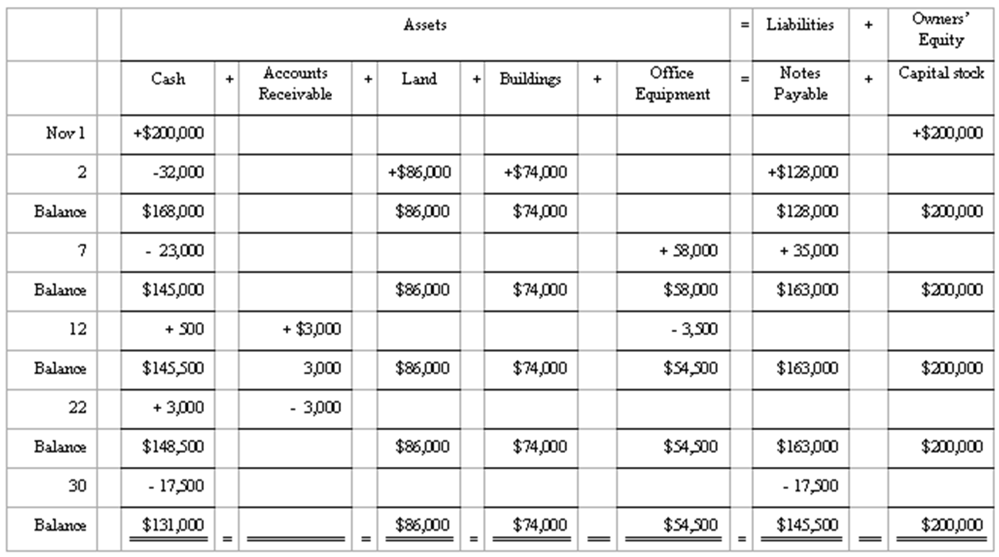 Assets = Liabilities + Owners' Equity
Cash + Accounts Receivable + Land + Buildings + Office Equipment = Notes Payable + Capital stock
Nov 1 +$200,000 +$200,000
2 -32,000 +$86,000 +$74,000 +$128,000
Balance $168,000 $86,000 $74,000 $128,000 $200,000
7 - 23,000 + 58,000 + 35,000
Balance $145,000 $86,000 $74,000 $58,000 $163,000 $200,000
12 + 500 + $3,000 - 3,500
Balance $145,500 3,000 $86,000 $74,000 $54,500 $163,000 $200,000
22 + 3,000 - 3,000
Balance $148,500 $86,000 $74,000 $54,500 $163,000 $200,000
30 - 17,500 - 17,500
Balance $131,000 = = $86,000 = $74,000 = $54,500 = $145,500 = $200,000